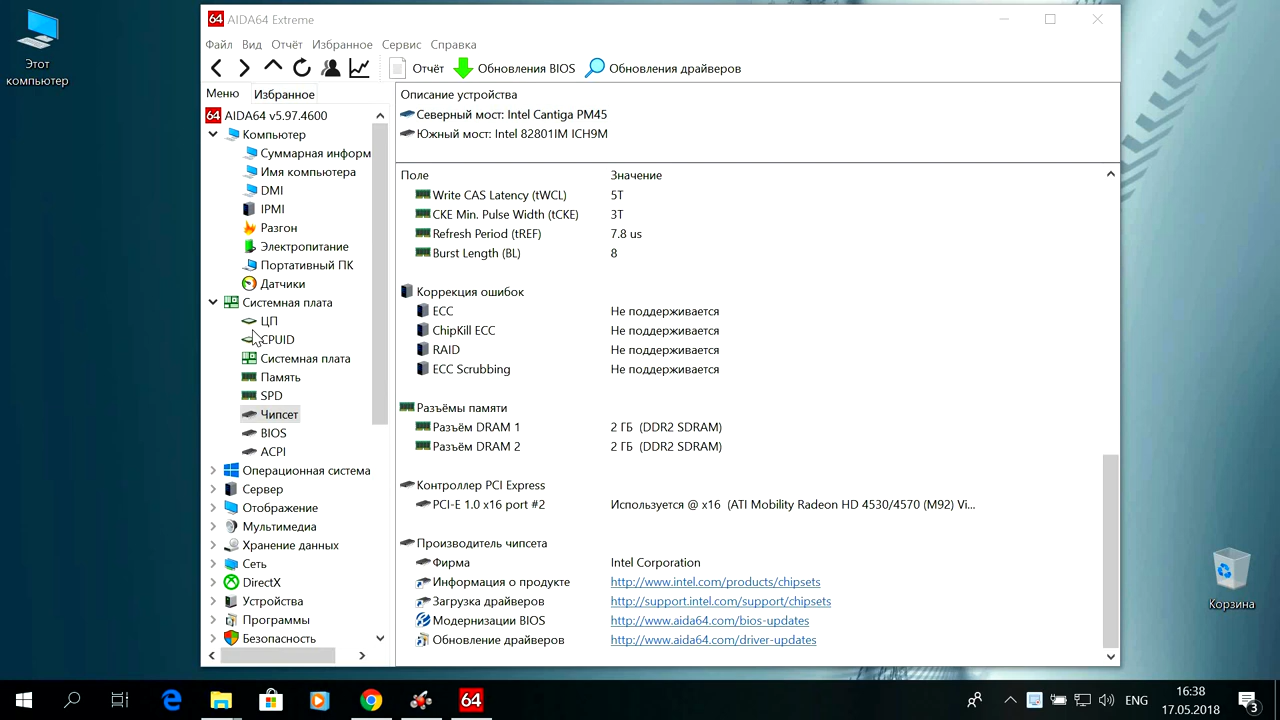 Этот
компьютер
64 AIDA64 Extreme
Файл Вид Отчёт Избранное Сервис Справка
Отчёт Обновления BIOS Обновления драйверов
Меню Избранное
64 AIDA64 v5.97.4600
Компьютер
Суммарная информ
Имя компьютера
DMI
IPMI
Разгон
Электропитание
Портативный ПК
Датчики
Системная плата
ЦП
CPUID
Системная плата
Память
SPD
Чипсет
BIOS
ACPI
Операционная система
Сервер
Отображение
Мультимедиа
Хранение данных
Сеть
DirectX
Устройства
Программы
Безопасность
Описание устройства
Северный мост: Intel Cantiga PM45
Южный мост: Intel 82801IM ICH9M
Поле Значение
Write CAS Latency (tWCL) 5T
CKE Min. Pulse Width (tCKE) 3T
Refresh Period (tREF) 7.8 us
Burst Length (BL) 8
Коррекция ошибок
ECC Не поддерживается
ChipKill ECC Не поддерживается
RAID Не поддерживается
ECC Scrubbing Не поддерживается
Разъёмы памяти
Разъём DRAM 1 2 ГБ (DDR2 SDRAM)
Разъём DRAM 2 2 ГБ (DDR2 SDRAM)
Контроллер PCI Express
PCI-E 1.0 x16 port #2 Используется @ x16 (ATI Mobility Radeon HD 4530/4570 (M92) Vi...
Производитель чипсета
Фирма Intel Corporation
Информация о продукте http://www.intel.com/products/chipsets
Загрузка драйверов http://support.intel.com/support/chipsets
Модернизации BIOS http://www.aida64.com/bios-updates
Обновление драйверов http://www.aida64.com/driver-updates
Корзина
64
ENG
16:38
17.05.2018
3